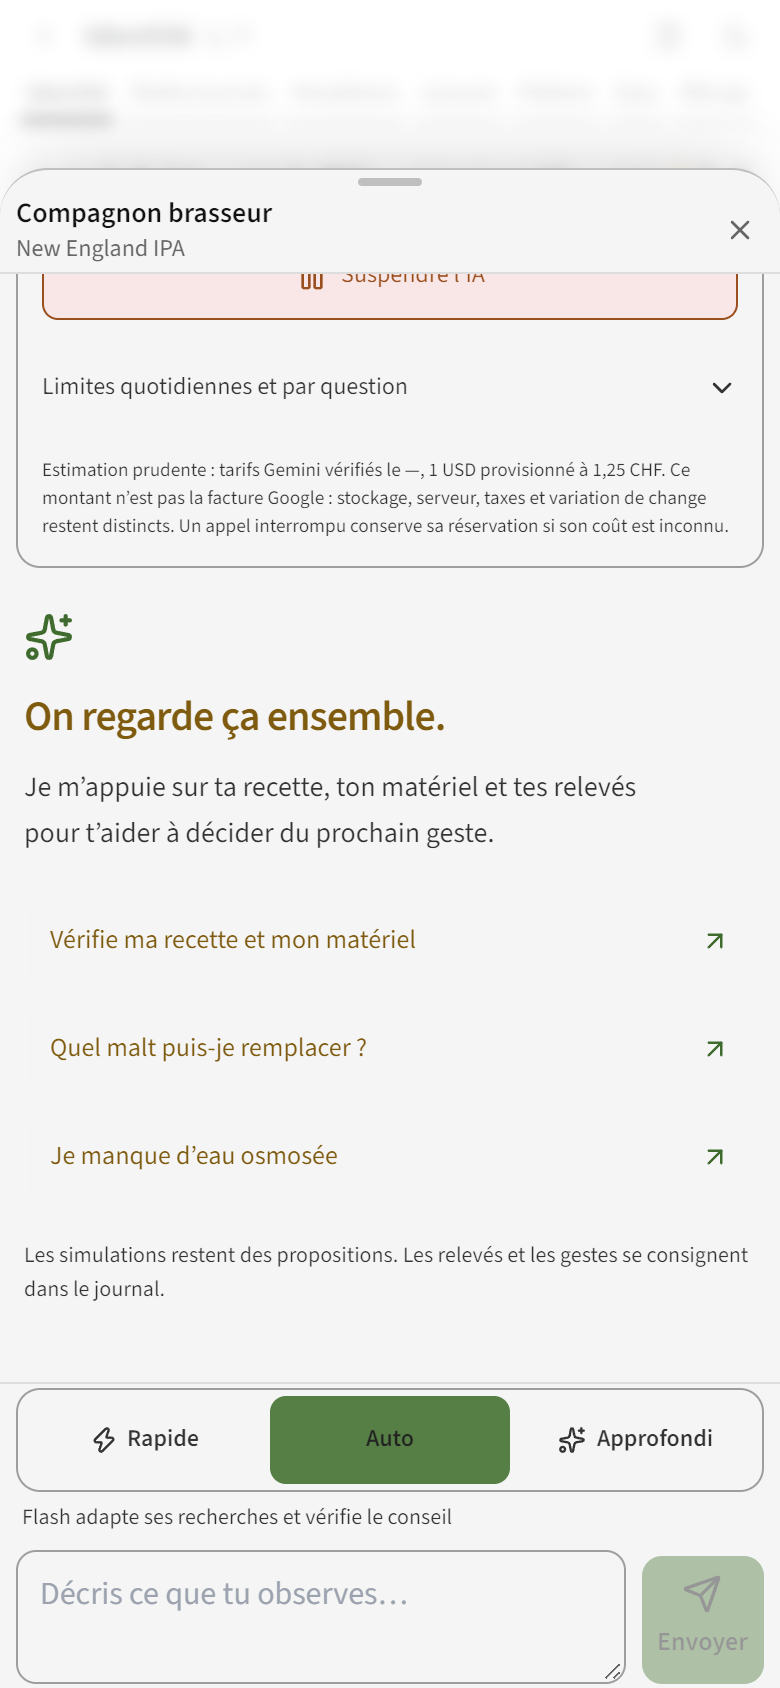 Compagnon brasseur
New England IPA
Suspendre l'IA
Limites quotidiennes et par question
Estimation prudente : tarifs Gemini vérifiés le —, 1 USD provisionné à 1,25 CHF. Ce
montant n’est pas la facture Google : stockage, serveur, taxes et variation de change
restent distincts. Un appel interrompu conserve sa réservation si son coût est inconnu.
On regarde ça ensemble.
Je m’appuie sur ta recette, ton matériel et tes relevés
pour t’aider à décider du prochain geste.
Vérifie ma recette et mon matériel
Quel malt puis-je remplacer ?
Je manque d’eau osmosée
Les simulations restent des propositions. Les relevés et les gestes se consignent
dans le journal.
Rapide
Auto
Approfondi
Flash adapte ses recherches et vérifie le conseil
Décris ce que tu observes…
Envoyer